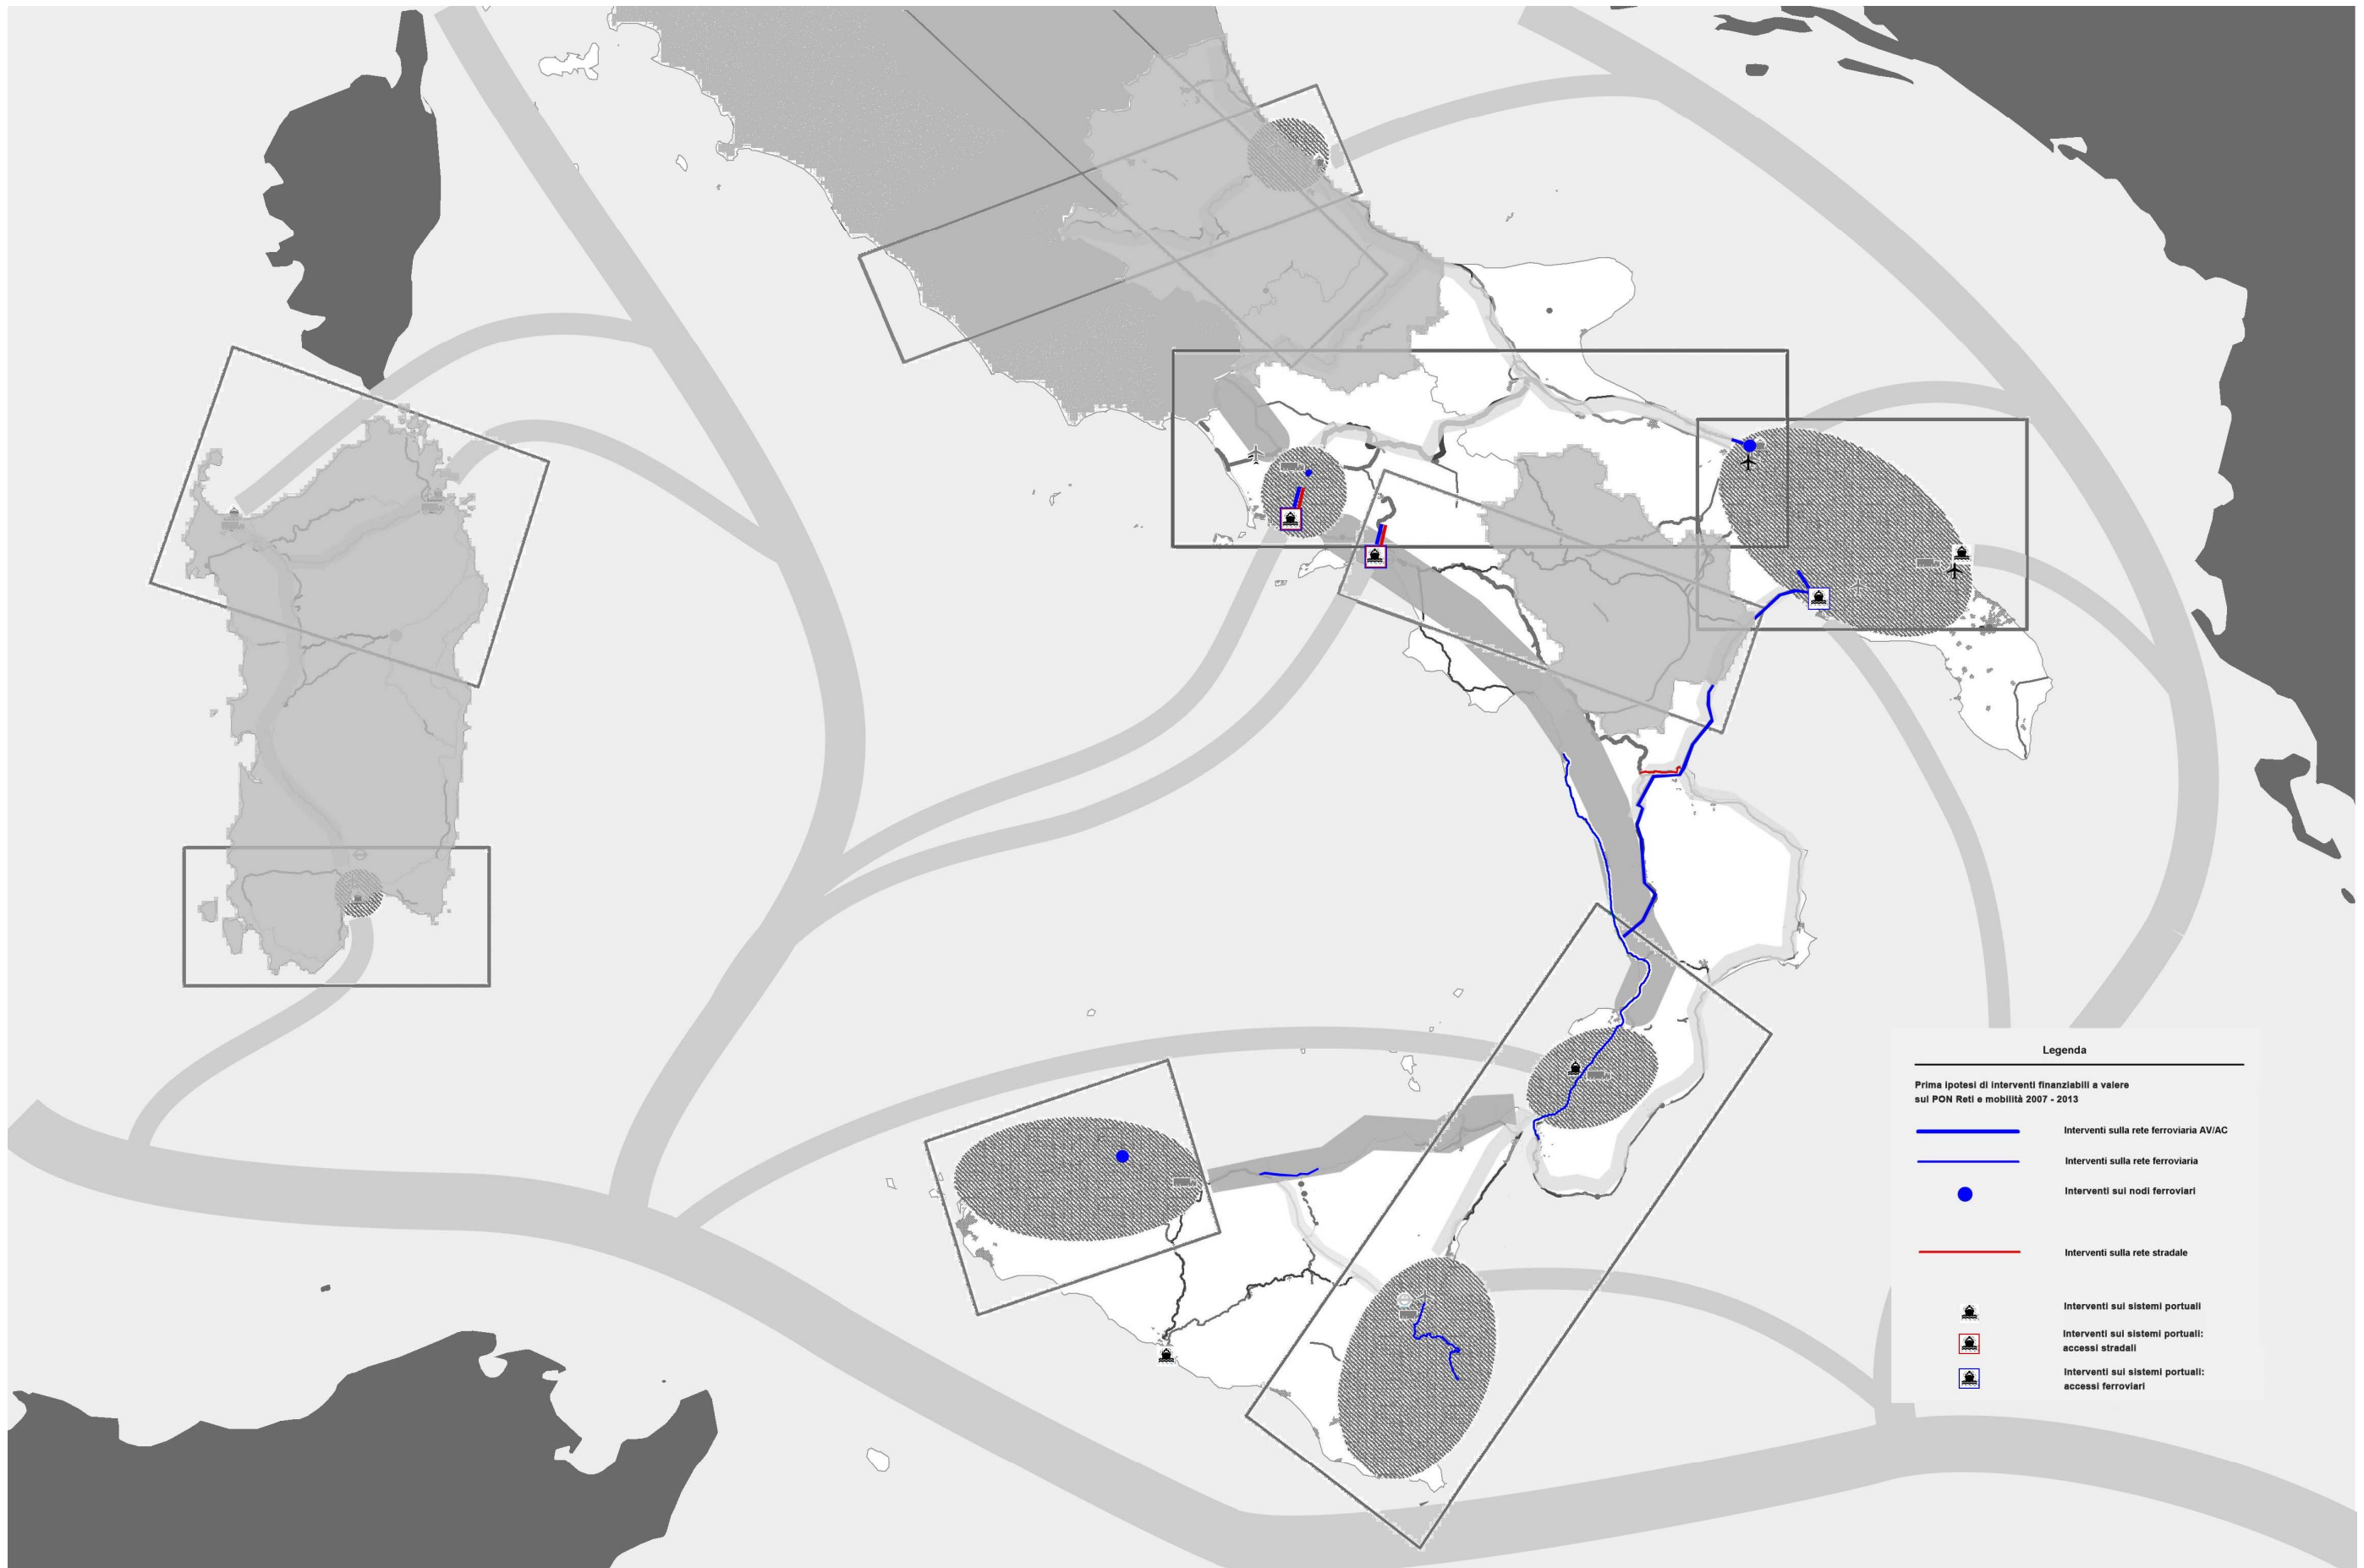 Legenda
Prima ipotesi di interventi finanziabili a valere
sul PON Reti e mobilità 2007 - 2013
Interventi sulla rete ferroviaria AV/AC
Interventi sulla rete ferroviaria
Interventi sui nodi ferroviari
Interventi sulla rete stradale
Interventi sui sistemi portuali
Interventi sui sistemi portuali:
accessi stradali
Interventi sui sistemi portuali:
accessi ferroviari